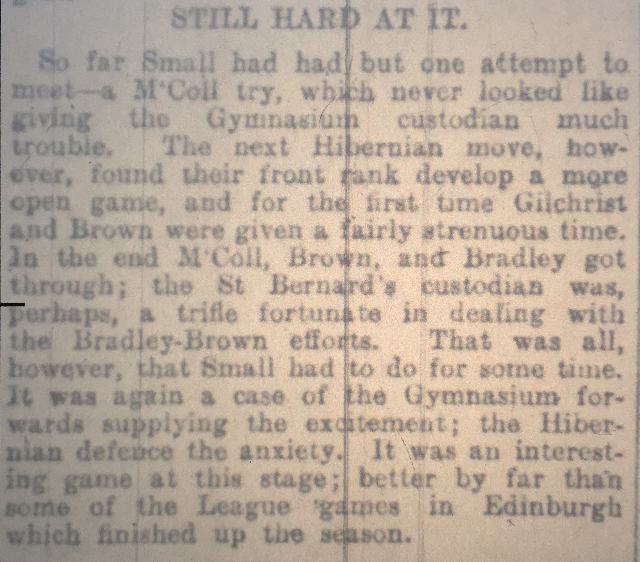 STILL HARD AT IT.
So far Small had had but one attempt to
meet—a M'Coll try, which never looked like
giving the Gymnasium custodian much
trouble. The next Hibernian move, how-
ever, found their front rank develop a more
open game, and for the first time Gilchrist
and Brown were given a fairly strenuous time.
In the end M'Coll, Brown, and Bradley got
through; the St Bernard's custodian was,
perhaps, a trifle fortunate in dealing with
the Bradley-Brown efforts. That was all,
however, that Small had to do for some time.
It was again a case of the Gymnasium for-
wards supplying the excitement; the Hiber-
nian defence the anxiety. It was an interest-
ing game at this stage; better by far than
some of the League games in Edinburgh
which finished up the season.